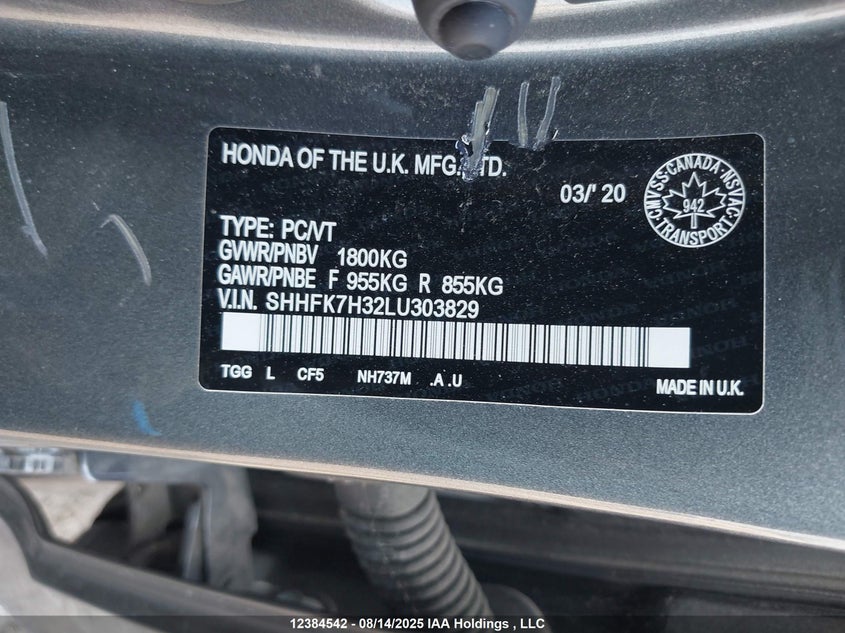 HONDA OF THE U.K. MFG. LTD.
03/' 20
CMVSS·CANADA·NSVAC
942
TRANSPORT
TYPE: PC/VT
GVWR/PNBV 1800KG
GAWR/PNBE F 955KG R 855KG
V.I.N. SHHFK7H32LU303829
TGG L CF5 NH737M .A .U
MADE IN U.K.
12384542 - 08/14/2025 IAA Holdings , LLC